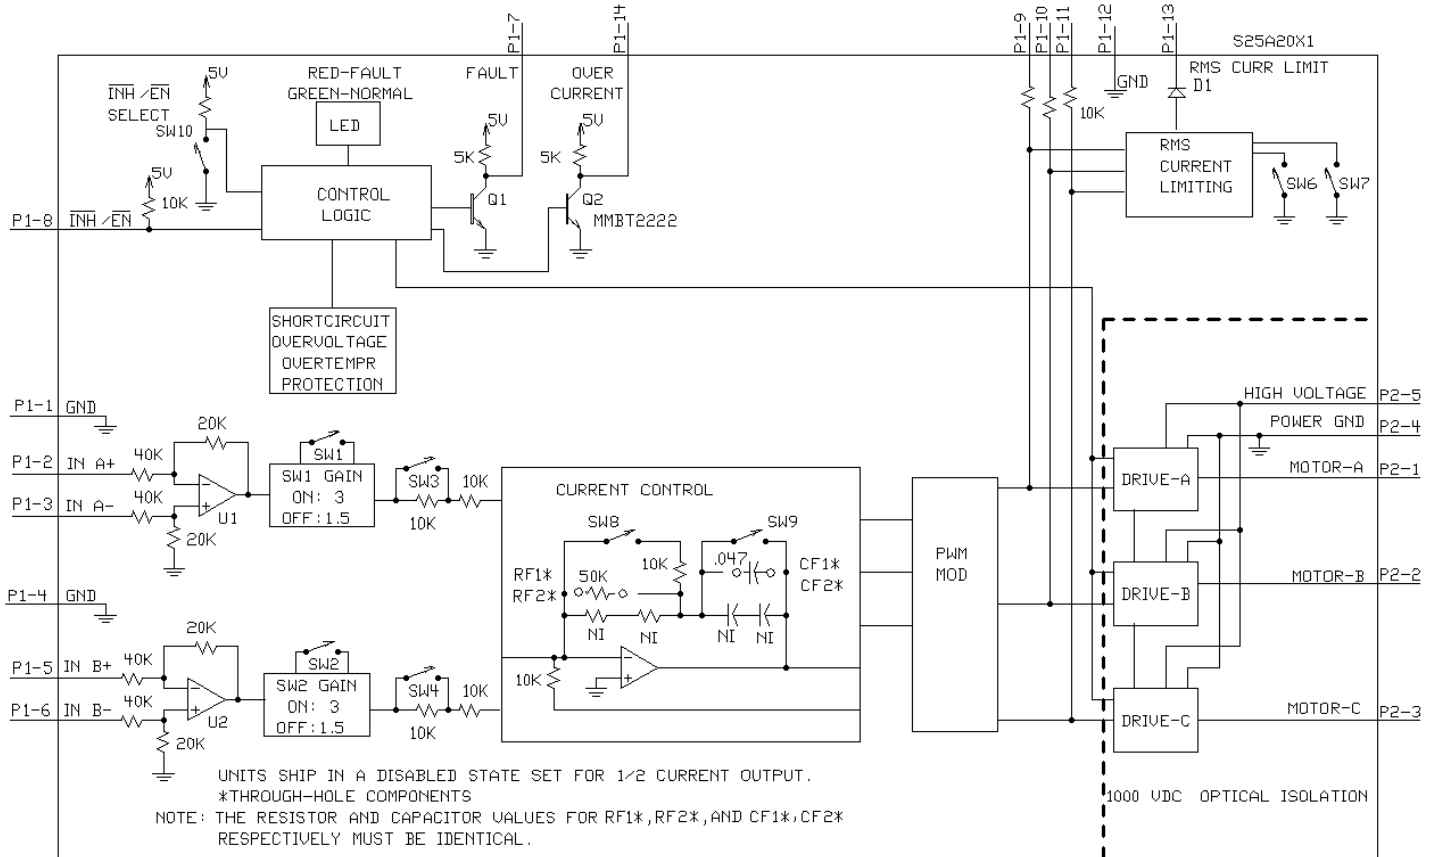 P1-7
P1-14
P1-9
P1-10
P1-11
P1-12
P1-13
S25A20X1
5V
INH/EN
SELECT
SW10
RED-FAULT
GREEN-NORMAL
LED
FAULT
OVER
CURRENT
5V
5K
5V
5K
10K
GND
RMS CURR LIMIT
D1
RMS
CURRENT
LIMITING
SW6
SW7
5V
10K
P1-8
INH/EN
CONTROL
LOGIC
Q1
Q2
MMBT2222
SHORTCIRCUIT
OVERVOLTAGE
OVERTEMPR
PROTECTION
P1-1
GND
20K
P1-2
IN A+
40K
P1-3
IN A-
40K
U1
20K
SW1
SW1 GAIN
ON: 3
OFF:1.5
SW3
10K
10K
CURRENT CONTROL
SW8
SW9
10K
.047
CF1*
CF2*
RF1*
RF2*
50K
NI
NI
NI
NI
10K
PWM
MOD
HIGH VOLTAGE
P2-5
POWER GND
P2-4
DRIVE-A
MOTOR-A
P2-1
DRIVE-B
MOTOR-B
P2-2
DRIVE-C
MOTOR-C
P2-3
P1-4
GND
20K
P1-5
IN B+
40K
P1-6
IN B-
40K
U2
20K
SW2
SW2 GAIN
ON: 3
OFF:1.5
SW4
10K
10K
UNITS SHIP IN A DISABLED STATE SET FOR 1/2 CURRENT OUTPUT.
*THROUGH-HOLE COMPONENTS
NOTE: THE RESISTOR AND CAPACITOR VALUES FOR RF1*,RF2*,AND CF1*,CF2*
RESPECTIVELY MUST BE IDENTICAL.
1000 VDC OPTICAL ISOLATION